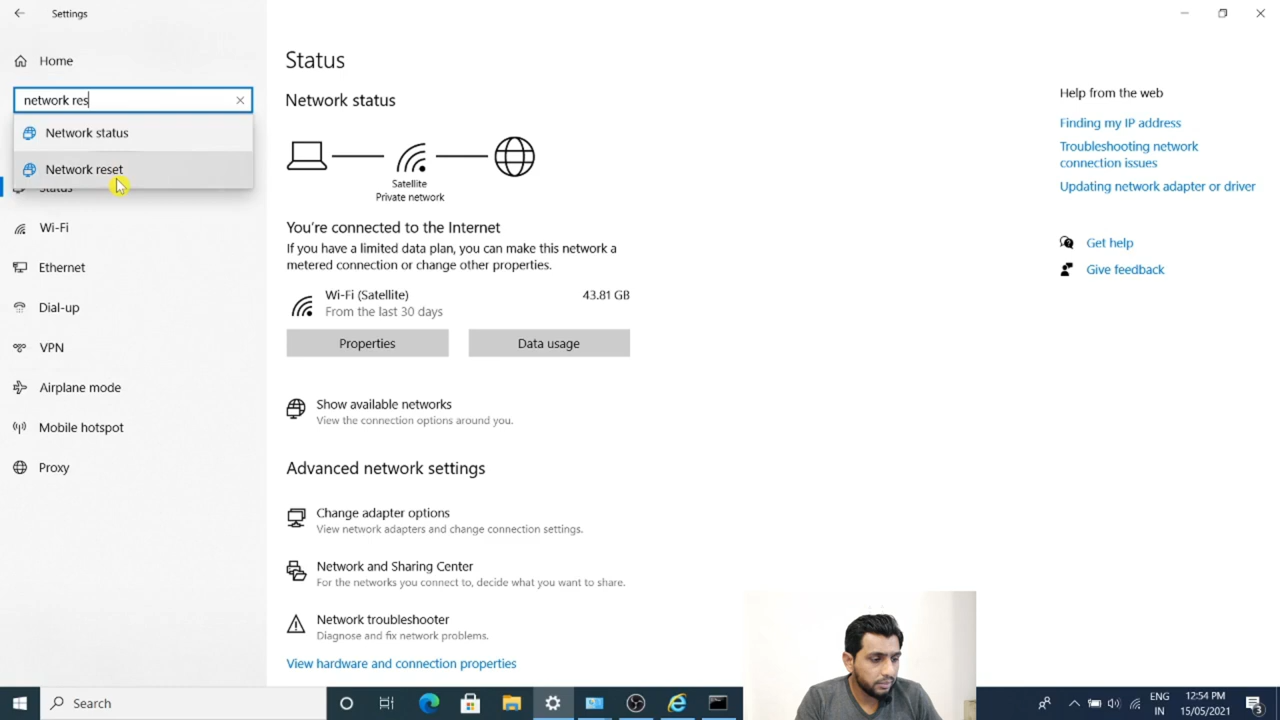 Settings
Home
network res
Network status
Network reset
Status
Wi-Fi
Ethernet
Dial-up
VPN
Airplane mode
Mobile hotspot
Proxy
Status
Network status
Satellite
Private network
You're connected to the Internet
If you have a limited data plan, you can make this network a
metered connection or change other properties.
Wi-Fi (Satellite) 43.81 GB
From the last 30 days
Properties Data usage
Show available networks
View the connection options around you.
Advanced network settings
Change adapter options
View network adapters and change connection settings.
Network and Sharing Center
For the networks you connect to, decide what you want to share.
Network troubleshooter
Diagnose and fix network problems.
View hardware and connection properties
Help from the web
Finding my IP address
Troubleshooting network
connection issues
Updating network adapter or driver
Get help
Give feedback
Search
ENG
IN
12:54 PM
15/05/2021
3